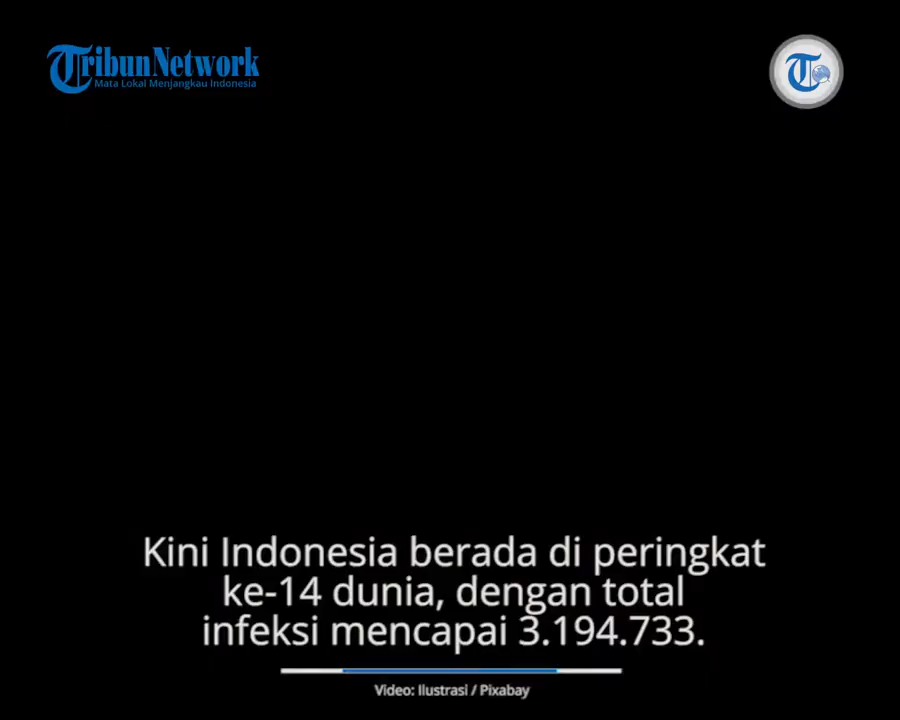 TribunNetwork
Mata Lokal Menjangkau Indonesia
T
Kini Indonesia berada di peringkat
ke-14 dunia, dengan total
infeksi mencapai 3.194.733.
Video: Ilustrasi / Pixabay